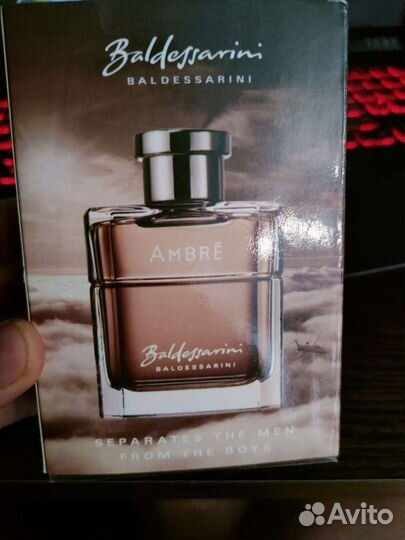 Baldessarini
BALDESSARINI
AMBRÉ
Baldessarini
BALDESSARINI
SEPARATES THE MEN
FROM THE BOYS
Avito